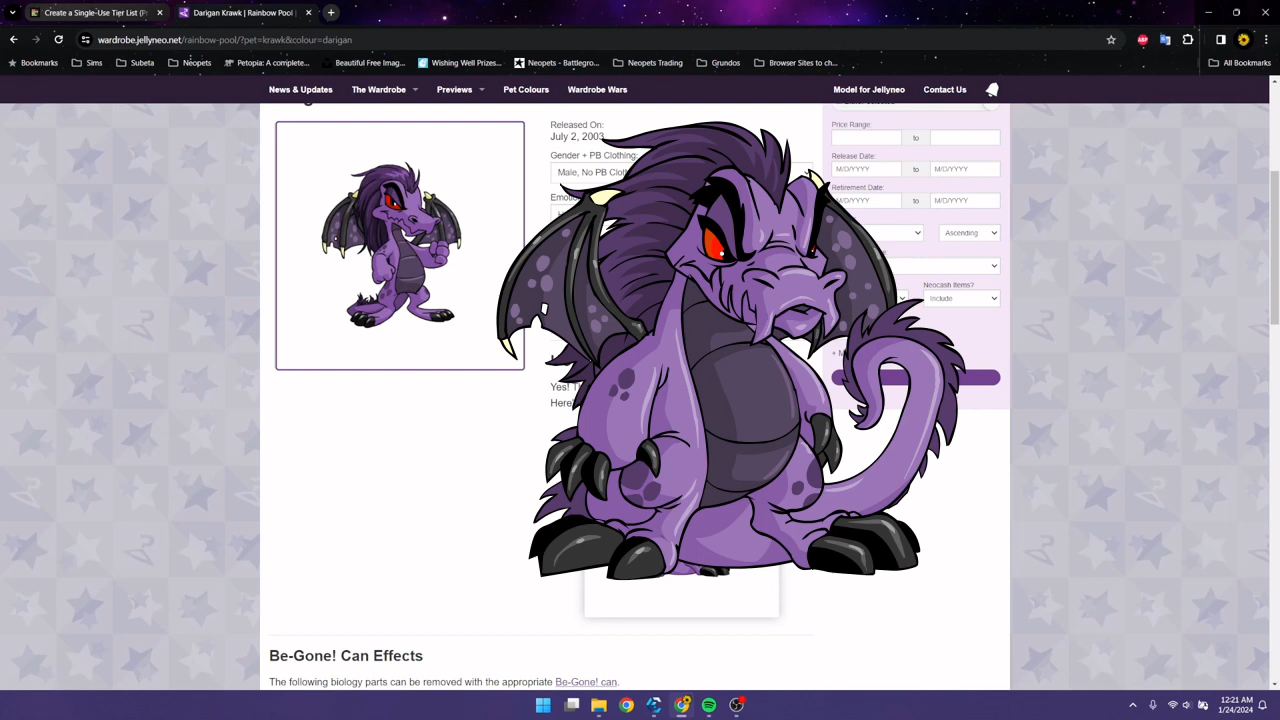 Create a Single-Use Tier List (P
Darigan Krawk | Rainbow Pool |
wardrobe.jellyneo.net/rainbow-pool/?pet=krawk&colour=darigan
Bookmarks Sims Subeta Neopets Petopia: A complete... Beautiful Free Imag... Wishing Well Prizes... Neopets - Battlegro... Neopets Trading Grundos Browser Sites to ch... All Bookmarks
News & Updates The Wardrobe Previews Pet Colours Wardrobe Wars Model for Jellyneo Contact Us
Released On:
July 2, 2003
Gender + PB Clothing:
Male, No PB Cloth
Emotio
Yes! T
Here'
Price Range:
to
Release Date:
M/D/YYYY to M/D/YYYY
Retirement Date:
M/D/YYYY to M/D/YYYY
Ascending
Neocash Items?
Include
+ M
Be-Gone! Can Effects
The following biology parts can be removed with the appropriate Be-Gone! can.
12:21 AM
1/24/2024